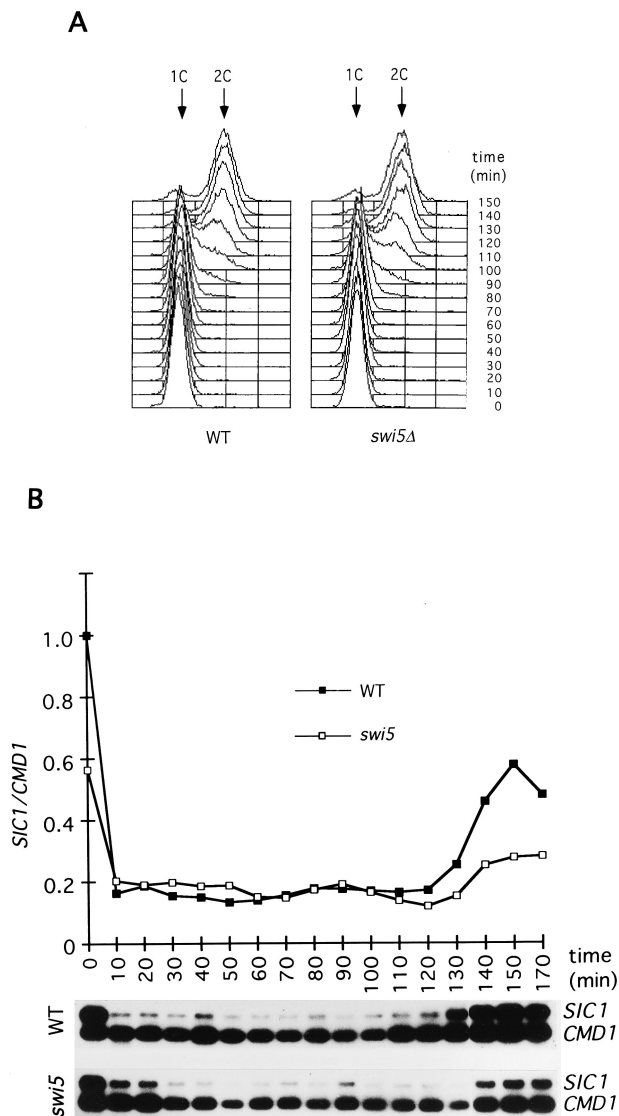 A
1C 2C 1C 2C
time
(min)
150
140
130
120
110
100
90
80
70
60
50
40
30
20
10
0
WT swi5Δ
B
SIC1/CMD1
1.0
0.8
0.6
0.4
0.2
0
WT
swi5
0 10 20 30 40 50 60 70 80 90 100 110 120 130 140 150 170
time
(min)
WT
SIC1
CMD1
swi5
SIC1
CMD1